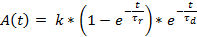 A(t) = k * (1 − e^{−t/τ_r}) * e^{−t/τ_d}